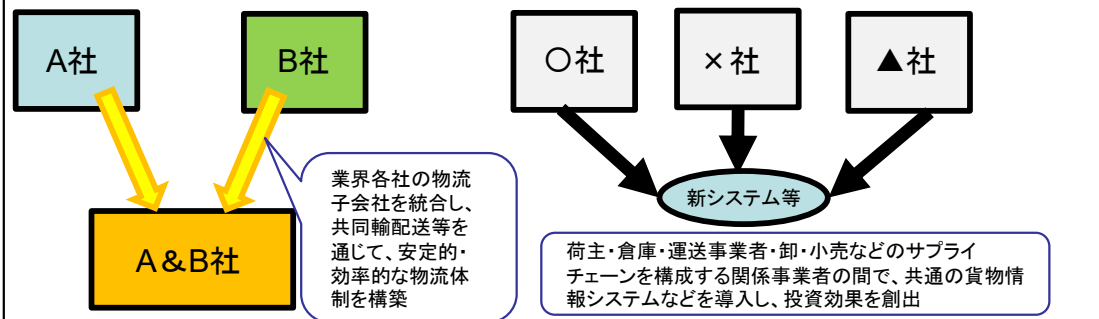 A社
B社
〇社
×社
▲社
業界各社の物流
子会社を統合し、
共同輸配送等を
通じて、安定的・
効率的な物流体
制を構築
新システム等
A&B社
荷主・倉庫・運送事業者・卸・小売などのサプライ
チェーンを構成する関係事業者の間で、共通の貨物情
報システムなどを導入し、投資効果を創出